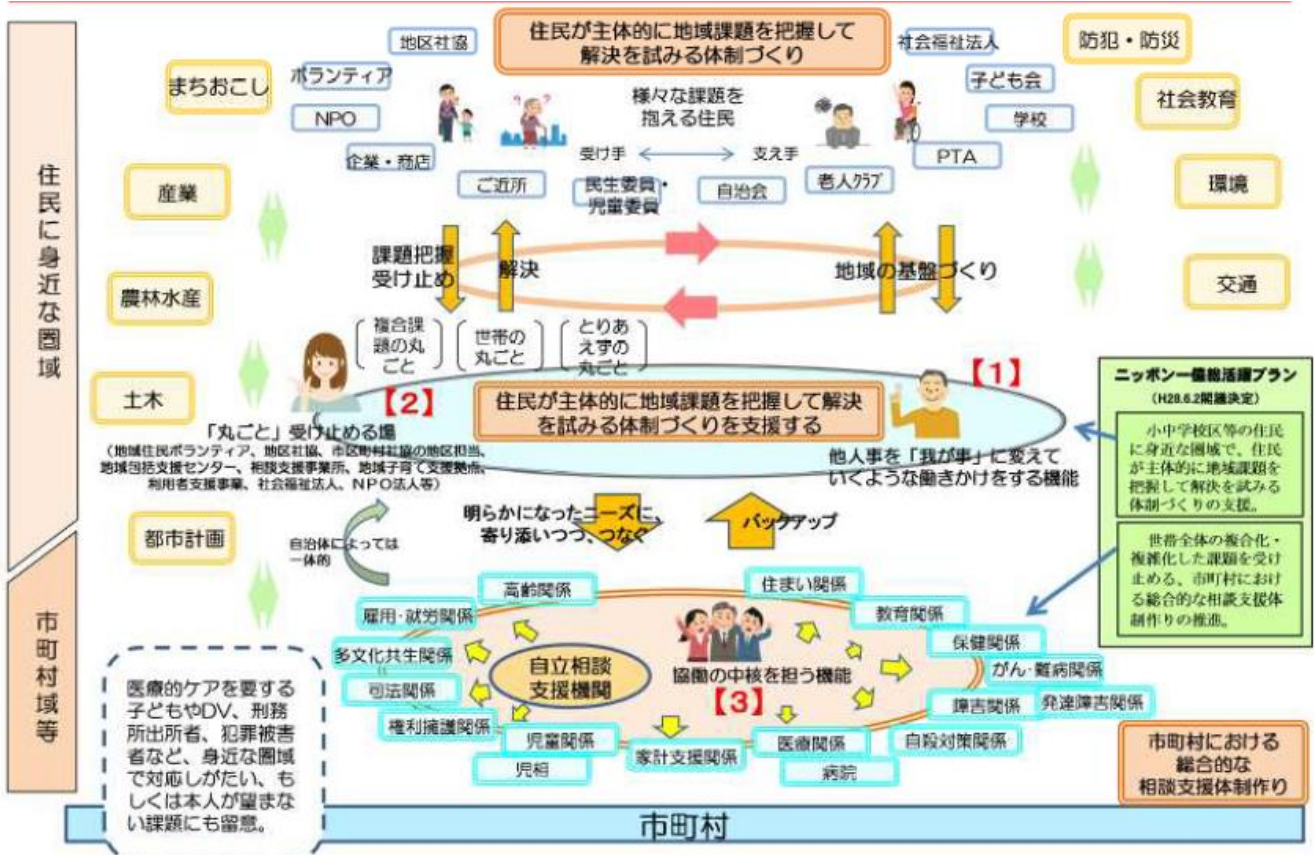 住民に身近な圏域
市町村域等
住民が主体的に地域課題を把握して
解決を試みる体制づくり
地区社協
ボランティア
まちおこし
NPO
企業・商店
ご近所
様々な課題を
抱える住民
受け手
支え手
民生委員・
児童委員
自治会
老人クラブ
社会福祉法人
子ども会
学校
PTA
防犯・防災
社会教育
環境
交通
産業
農林水産
土木
都市計画
課題把握
受け止め
解決
地域の基盤づくり
複合課
題の丸
ごと
世帯の
丸ごと
とりあ
えずの
丸ごと
【1】
【2】
住民が主体的に地域課題を把握して解決
を試みる体制づくりを支援する
「丸ごと」受け止める場
(地域住民ボランティア、地区社協、市区町村社協の地区担当、
地域包括支援センター、相談支援事業所、地域子育て支援拠点、
利用者支援事業、社会福祉法人、NPO法人等)
他人事を「我が事」に変えて
いくような働きかけをする機能
ニッポン一億総活躍プラン
(H28.6.2閣議決定)
小中学校区等の住民
に身近な圏域で、住民
が主体的に地域課題を
把握して解決を試みる
体制づくりの支援。
世帯全体の複合化・
複雑化した課題を受け
止める、市町村におけ
る総合的な相談支援体
制作りの推進。
明らかになったニーズに、
寄り添いつつ、つなぐ
バックアップ
自治体によっては
一体的
高齢関係
住まい関係
雇用・就労関係
教育関係
多文化共生関係
保健関係
司法関係
がん・難病関係
権利擁護関係
障害関係
発達障害関係
児童関係
自殺対策関係
児相
家計支援関係
医療関係
病院
自立相談
支援機関
協働の中核を担う機能
【3】
医療的ケアを要する
子どもやDV、刑務
所出所者、犯罪被害
者など、身近な圏域
で対応しがたい、も
しくは本人が望まな
い課題にも留意。
市町村における
総合的な
相談支援体制作り
市町村